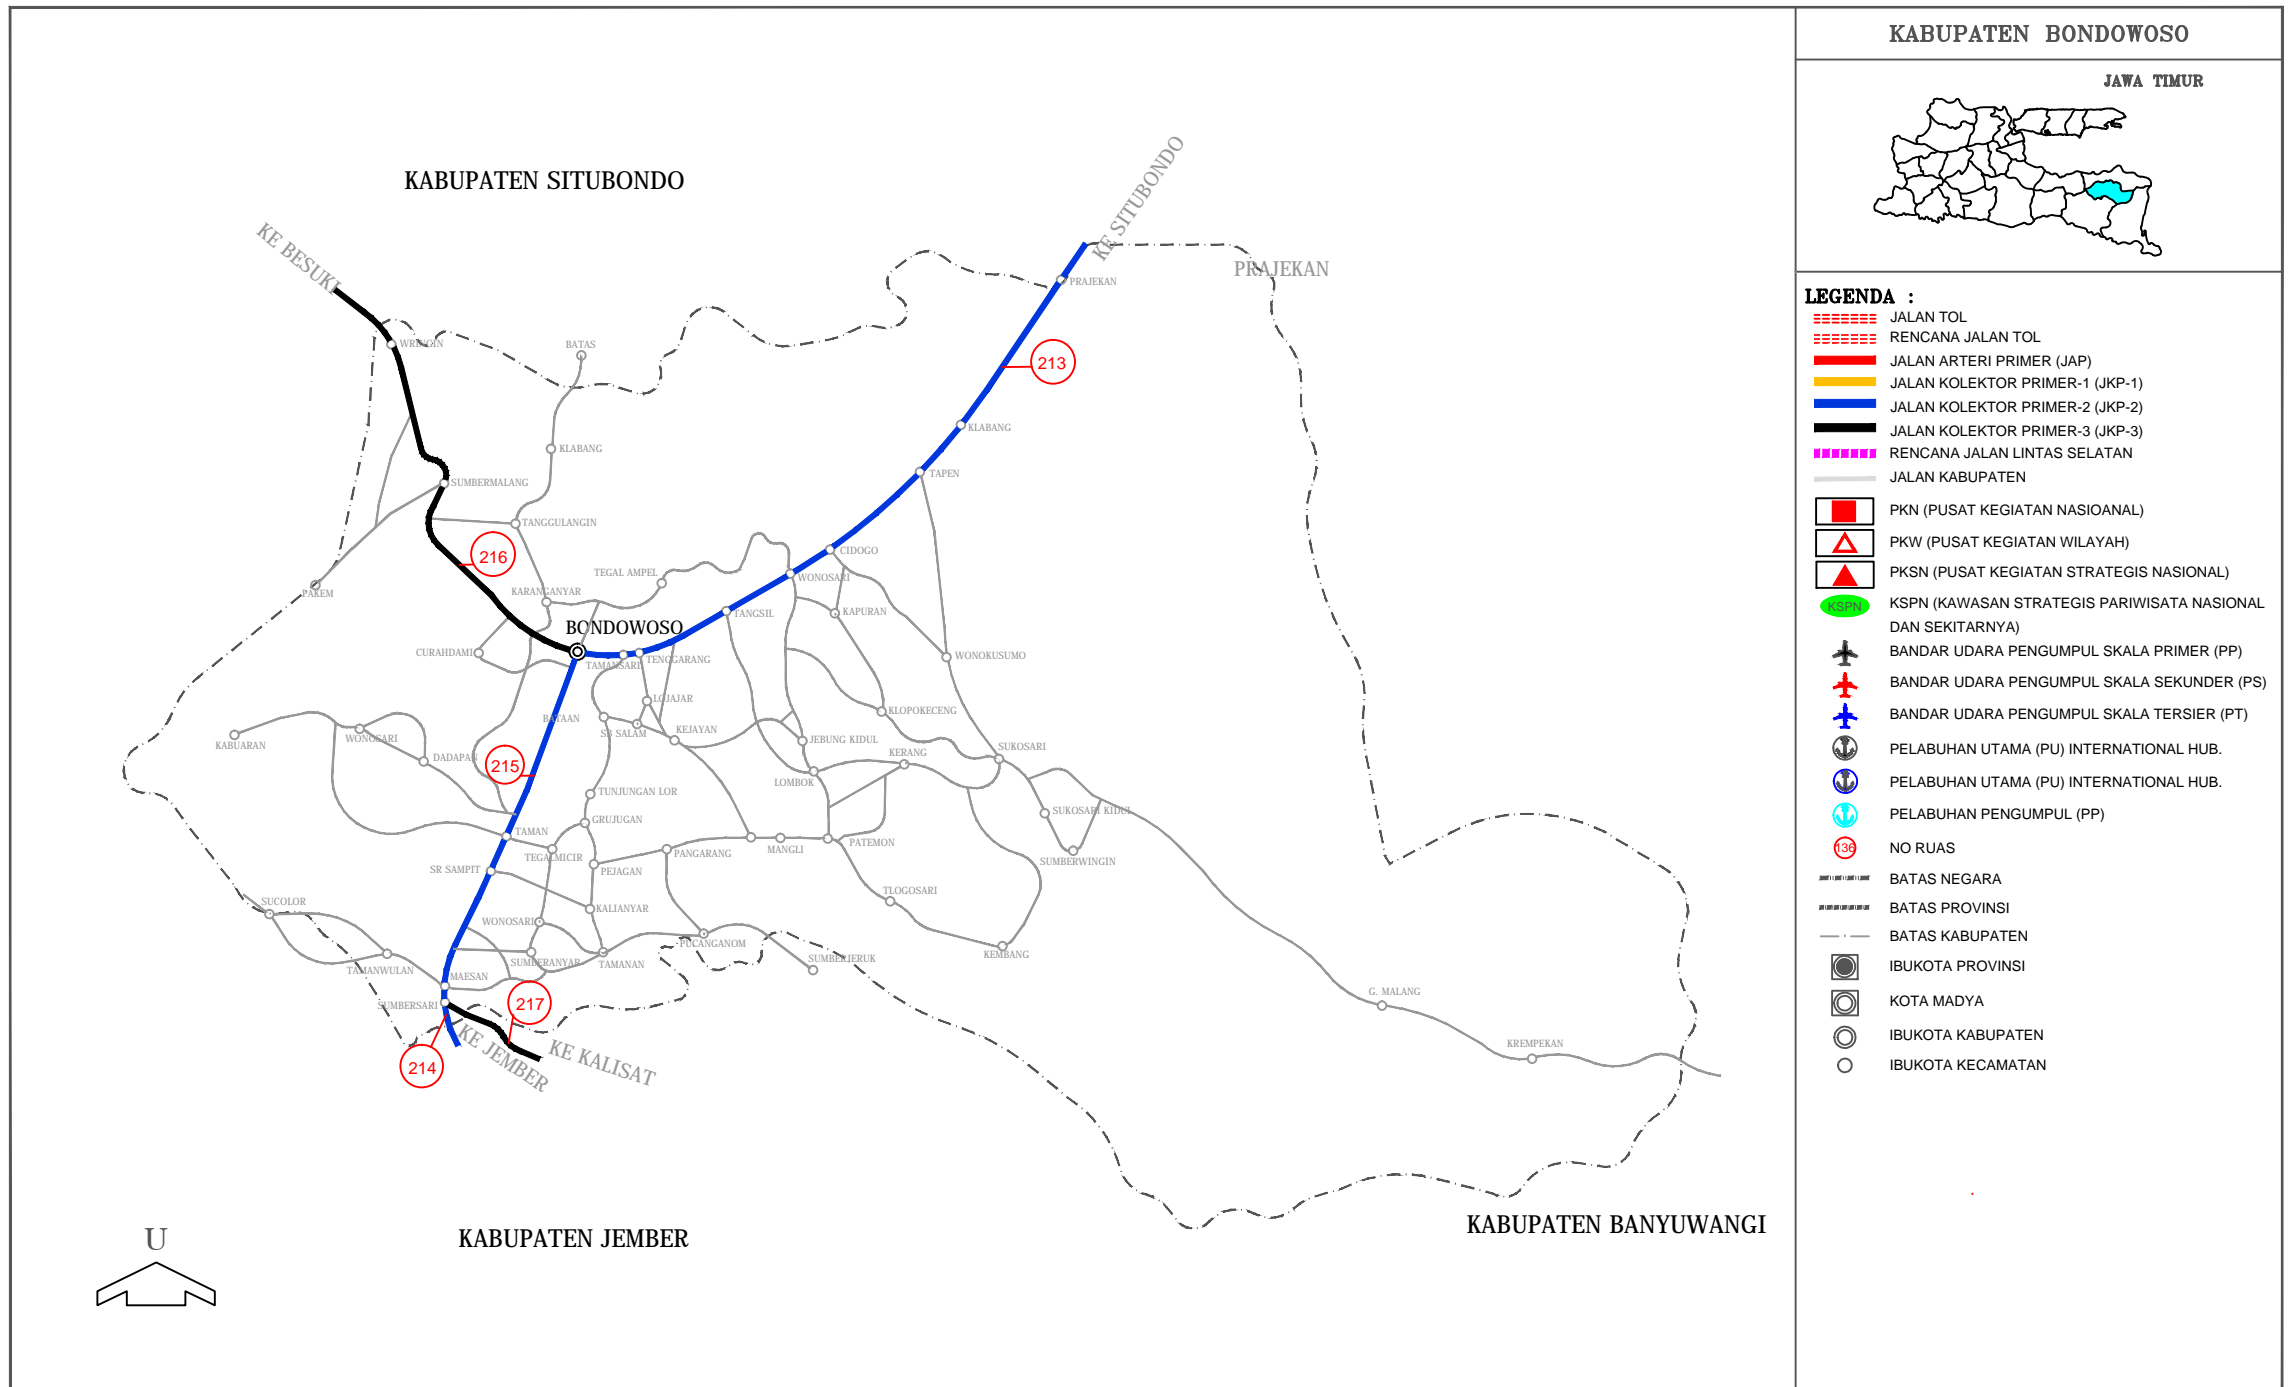 KABUPATEN BONDOWOSO
JAWA TIMUR
KABUPATEN SITUBONDO
KE SITUBONDO
KE BESUKI
PRAJEKAN
PRAJEKAN
WRINGIN
BATAS
213
KLABANG
KLABANG
TAPEN
SUMBERMALANG
TANGGULANGIN
216
CIDOGO
TEGAL AMPEL
WONOSARI
PAKEM
KARANGANYAR
TANGSIL
KAPURAN
BONDOWOSO
CURAHDAMI
TAMANSARI
TENGGARANG
WONOKUSUMO
LOJAJAR
BATAAN
KLOPOKECENG
SB SALAM
KEJAYAN
JEBUNG KIDUL
KABUARAN
WONOSARI
DADAPAN
215
KERANG
SUKOSARI
LOMBOK
TUNJUNGAN LOR
SUKOSARI KIDUL
GRUJUGAN
TAMAN
TEGALMICIR
PANGARANG
MANGLI
PATEMON
SUMBERWINGIN
SR SAMPIT
PEJAGAN
TLOGOSARI
SUCOLOR
KALIANYAR
WONOSARI
PUCANGANOM
KEMBANG
TAMANWULAN
SUMBERANYAR
TAMANAN
SUMBERJERUK
MAESAN
G. MALANG
SUMBERSARI
217
KREMPEKAN
214
KE JEMBER
KE KALISAT
KABUPATEN JEMBER
KABUPATEN BANYUWANGI
U
LEGENDA :
JALAN TOL
RENCANA JALAN TOL
JALAN ARTERI PRIMER (JAP)
JALAN KOLEKTOR PRIMER-1 (JKP-1)
JALAN KOLEKTOR PRIMER-2 (JKP-2)
JALAN KOLEKTOR PRIMER-3 (JKP-3)
RENCANA JALAN LINTAS SELATAN
JALAN KABUPATEN
PKN (PUSAT KEGIATAN NASIOANAL)
PKW (PUSAT KEGIATAN WILAYAH)
PKSN (PUSAT KEGIATAN STRATEGIS NASIONAL)
KSPN KSPN (KAWASAN STRATEGIS PARIWISATA NASIONAL
DAN SEKITARNYA)
BANDAR UDARA PENGUMPUL SKALA PRIMER (PP)
BANDAR UDARA PENGUMPUL SKALA SEKUNDER (PS)
BANDAR UDARA PENGUMPUL SKALA TERSIER (PT)
PELABUHAN UTAMA (PU) INTERNATIONAL HUB.
PELABUHAN UTAMA (PU) INTERNATIONAL HUB.
PELABUHAN PENGUMPUL (PP)
136 NO RUAS
BATAS NEGARA
BATAS PROVINSI
BATAS KABUPATEN
IBUKOTA PROVINSI
KOTA MADYA
IBUKOTA KABUPATEN
IBUKOTA KECAMATAN